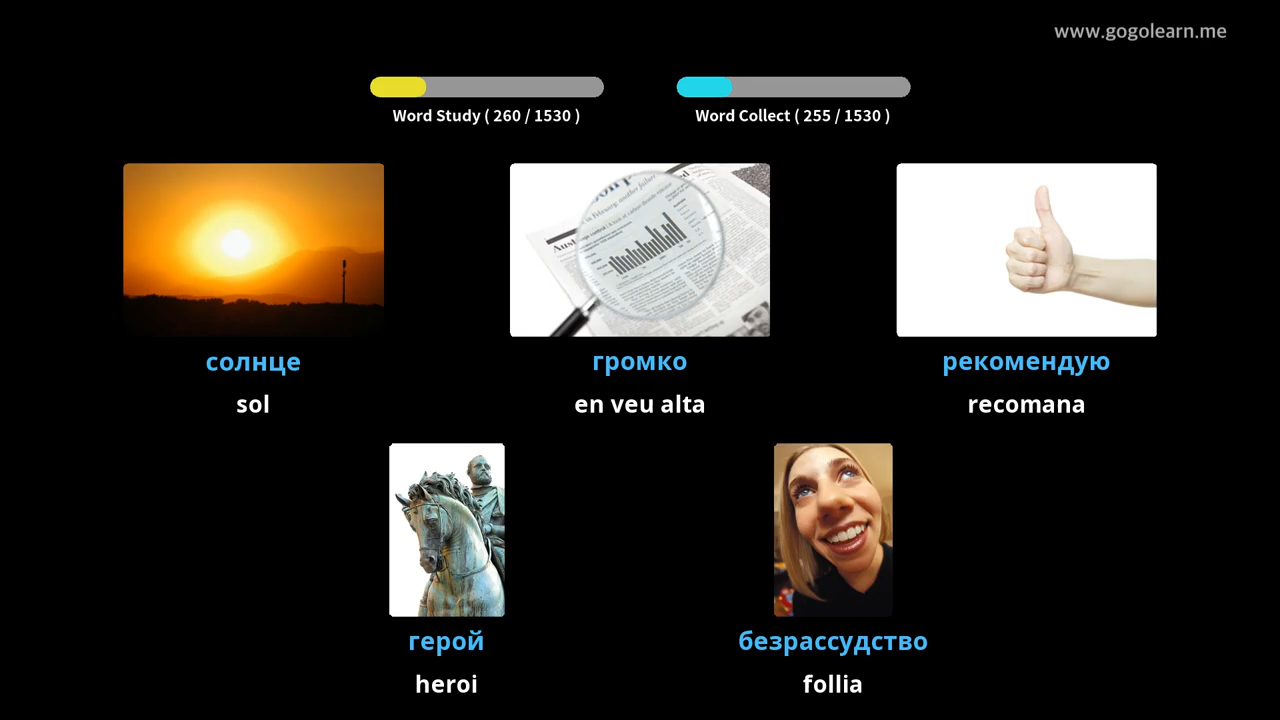 www.gogolearn.me
Word Study ( 260 / 1530 )
Word Collect ( 255 / 1530 )
солнце
громко
рекомендую
sol
en veu alta
recomana
герой
безрассудство
heroi
follia